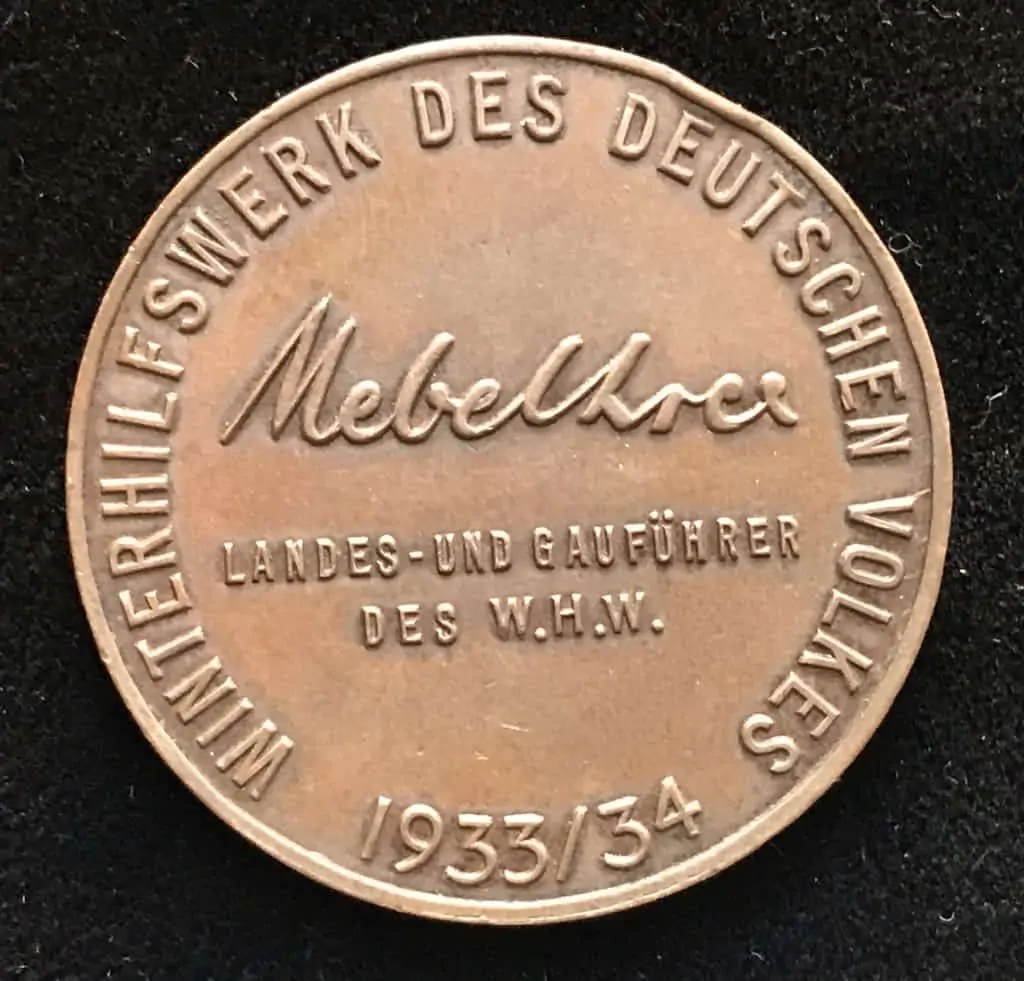 WINTERHILFSWERK DES DEUTSCHEN VOLKES
LANDES-UND GAUFÜHRER
DES W.H.W.
1933/34